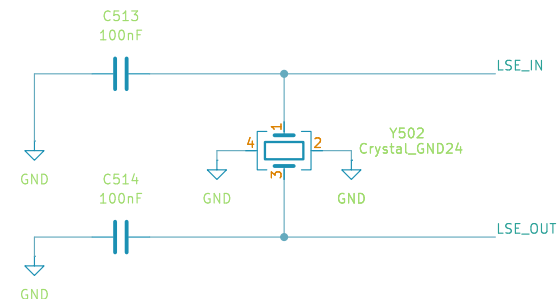 C513
100nF
LSE_IN
1
Y502
4
2
Crystal_GND24
3
GND
C514
100nF
GND
GND
LSE_OUT
GND